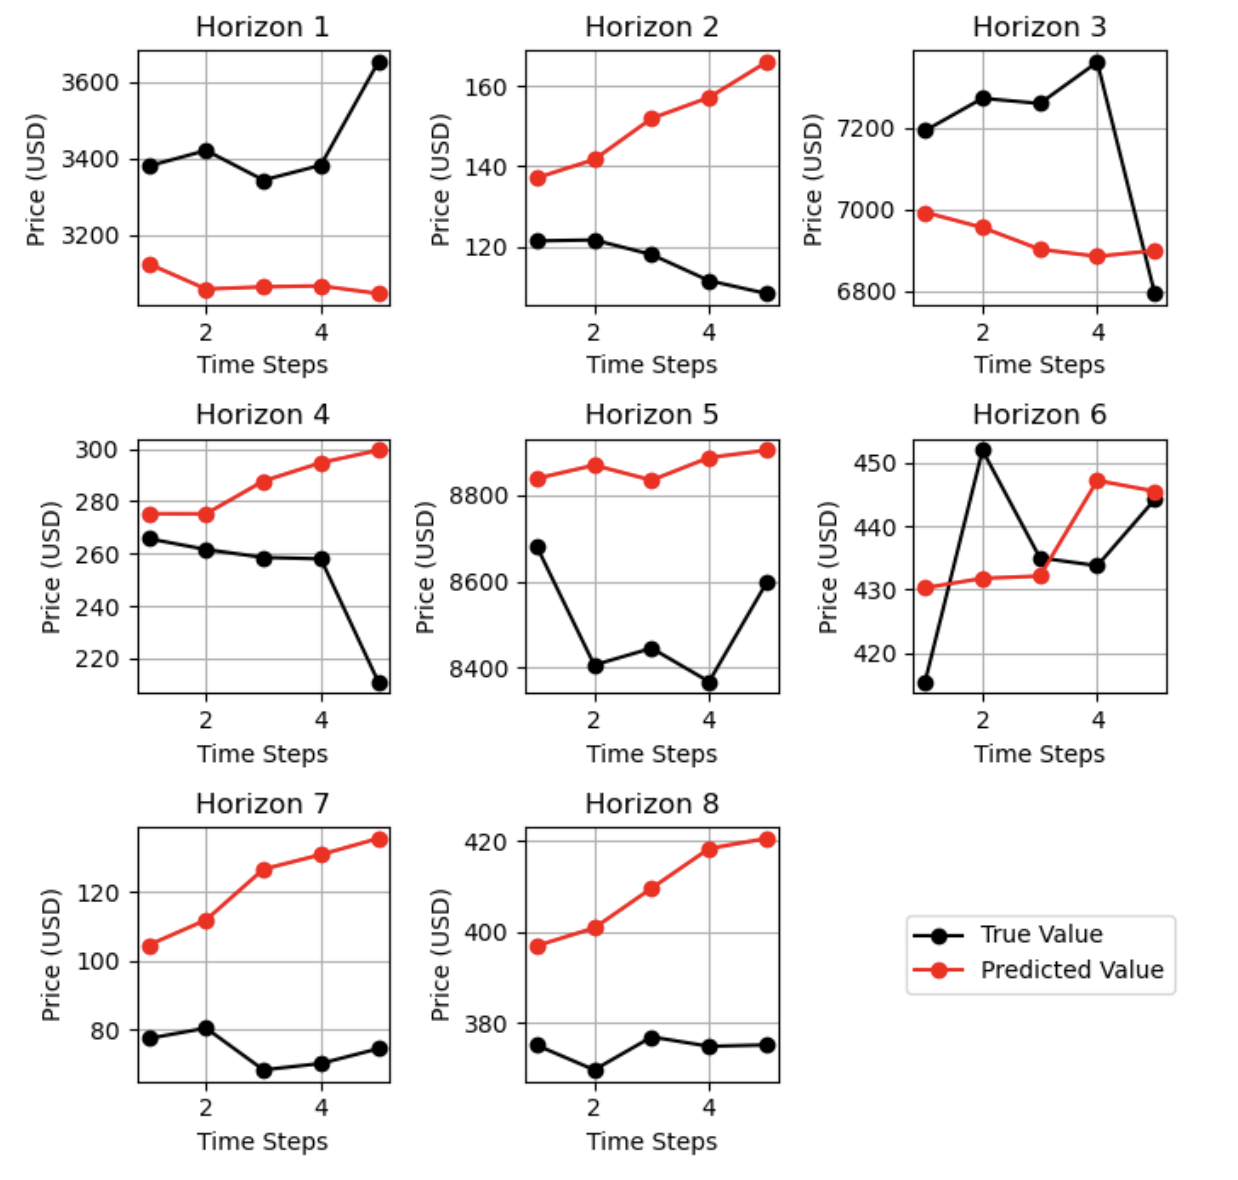 Horizon 1
Price (USD)
3600
3400
3200
2
4
Time Steps
Horizon 2
Price (USD)
160
140
120
2
4
Time Steps
Horizon 3
Price (USD)
7200
7000
6800
2
4
Time Steps
Horizon 4
Price (USD)
300
280
260
240
220
2
4
Time Steps
Horizon 5
Price (USD)
8800
8600
8400
2
4
Time Steps
Horizon 6
Price (USD)
450
440
430
420
2
4
Time Steps
Horizon 7
Price (USD)
120
100
80
2
4
Time Steps
Horizon 8
Price (USD)
420
400
380
2
4
Time Steps
True Value
Predicted Value